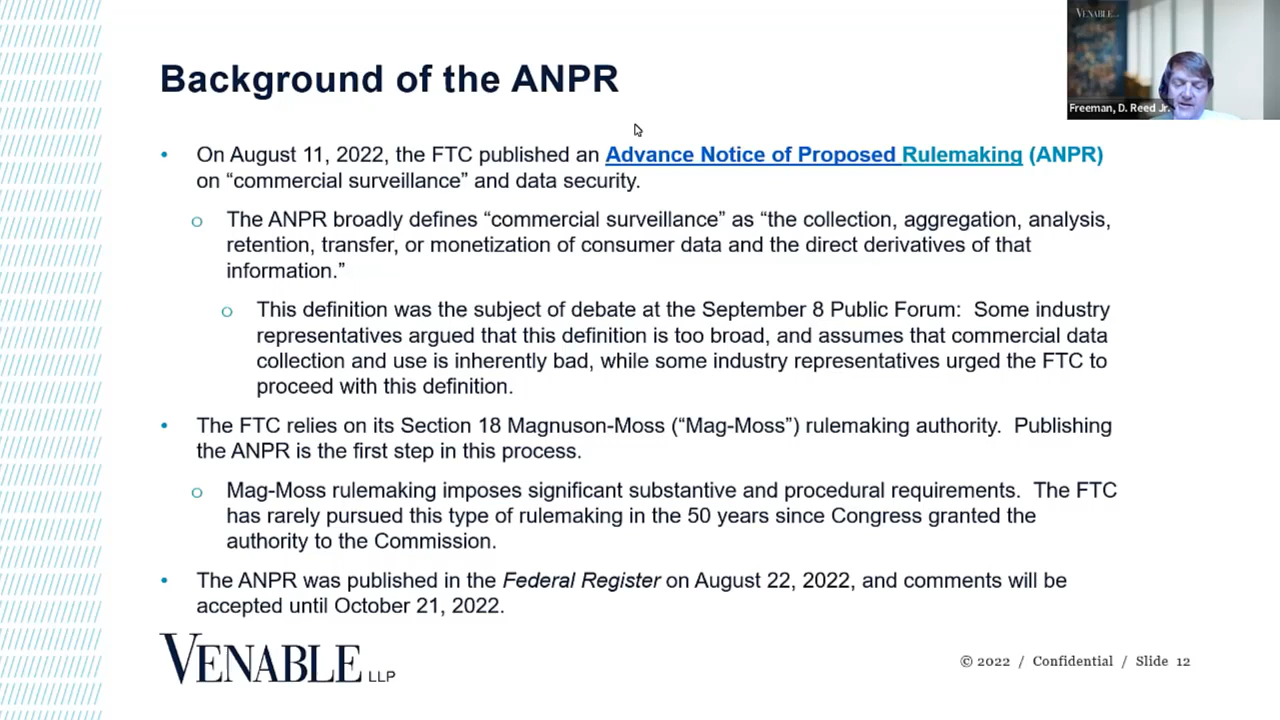 VENABLE LLP
Freeman, D. Reed Jr.
Background of the ANPR
• On August 11, 2022, the FTC published an Advance Notice of Proposed Rulemaking (ANPR)
on “commercial surveillance” and data security.
o The ANPR broadly defines “commercial surveillance” as “the collection, aggregation, analysis,
retention, transfer, or monetization of consumer data and the direct derivatives of that
information.”
o This definition was the subject of debate at the September 8 Public Forum: Some industry
representatives argued that this definition is too broad, and assumes that commercial data
collection and use is inherently bad, while some industry representatives urged the FTC to
proceed with this definition.
• The FTC relies on its Section 18 Magnuson-Moss (“Mag-Moss”) rulemaking authority. Publishing
the ANPR is the first step in this process.
o Mag-Moss rulemaking imposes significant substantive and procedural requirements. The FTC
has rarely pursued this type of rulemaking in the 50 years since Congress granted the
authority to the Commission.
• The ANPR was published in the Federal Register on August 22, 2022, and comments will be
accepted until October 21, 2022.
VENABLE LLP
© 2022 / Confidential / Slide 12